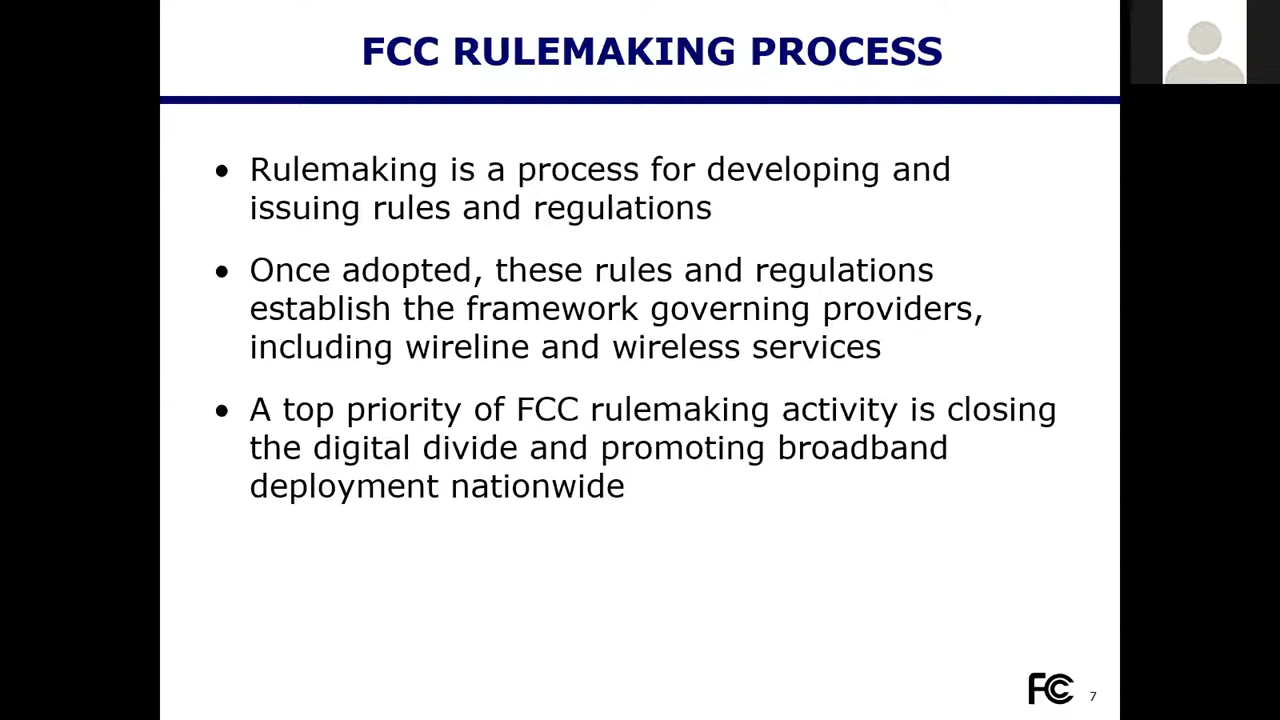 FCC RULEMAKING PROCESS
• Rulemaking is a process for developing and
issuing rules and regulations
• Once adopted, these rules and regulations
establish the framework governing providers,
including wireline and wireless services
• A top priority of FCC rulemaking activity is closing
the digital divide and promoting broadband
deployment nationwide
FCC 7